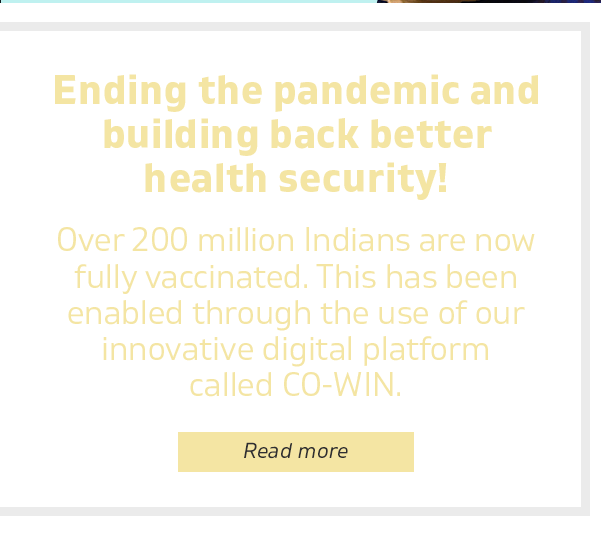 Ending the pandemic and
building back better
health security!
Over 200 million Indians are now
fully vaccinated. This has been
enabled through the use of our
innovative digital platform
called CO-WIN.
Read more